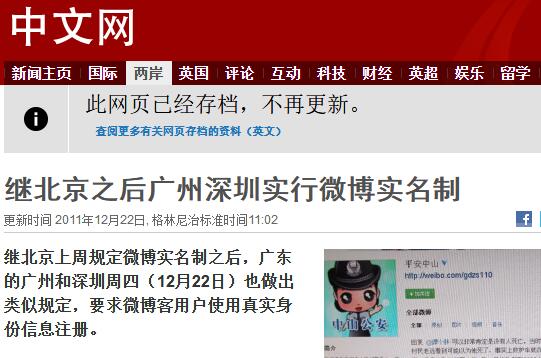 中文网
新闻主页 国际 两岸 英国 评论 互动 科技 财经 英超 娱乐 留学
此网页已经存档，不再更新。
查阅更多有关网页存档的资料（英文）
继北京之后广州深圳实行微博实名制
更新时间 2011年12月22日, 格林尼治标准时间11:02
继北京上周规定微博实名制之后，广东
的广州和深圳周四（12月22日）也做出
类似规定，要求微博客用户使用真实身
份信息注册。
平安中山
http://weibo.com/gdzs110
全部微博
中山公安
简介